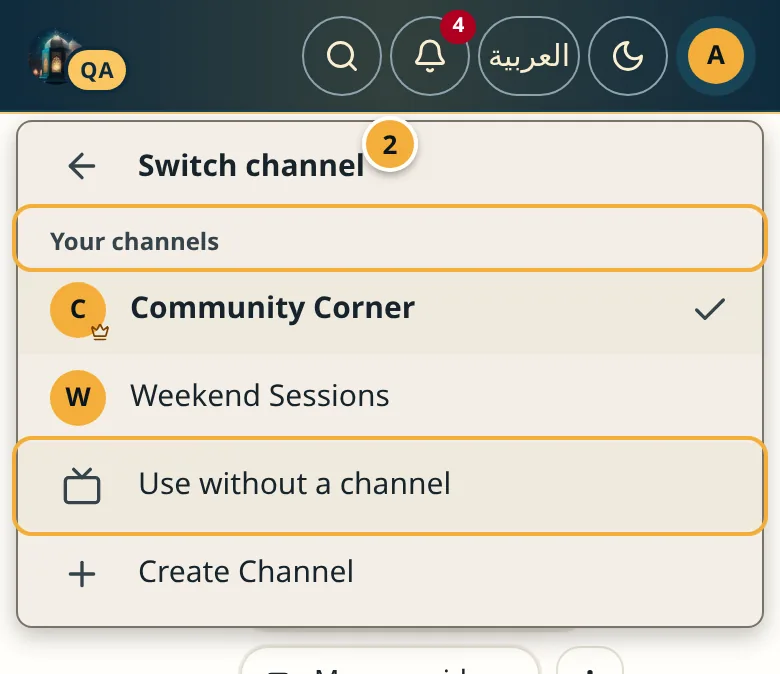 QA
4
العربية
A
Switch channel
2
Your channels
C
Community Corner
W
Weekend Sessions
Use without a channel
Create Channel